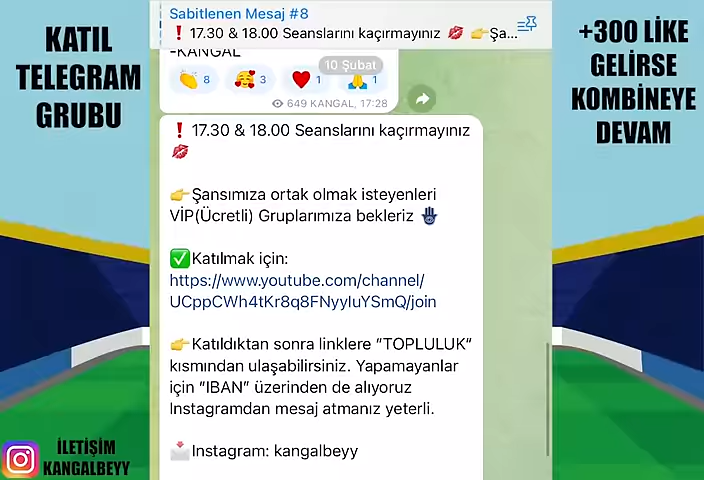 KATIL
TELEGRAM
GRUBU
Sabitlenen Mesaj #8
❗ 17.30 & 18.00 Seanslarını kaçırmayınız 💋 👉Şa...
-KANGAL
10 Şubat
👏 8 🥰 3 ❤️ 1 🙏 1
649 KANGAL, 17:28
❗ 17.30 & 18.00 Seanslarını kaçırmayınız
💋
👉Şansımıza ortak olmak isteyenleri
VİP(Ücretli) Gruplarımıza bekleriz 🪬
✅Katılmak için:
https://www.youtube.com/channel/
UCppCWh4tKr8q8FNyyluYSmQ/join
👉Katıldıktan sonra linklere "TOPLULUK"
kısmından ulaşabilirsiniz. Yapamayanlar
için "IBAN" üzerinden de alıyoruz
Instagramdan mesaj atmanız yeterli.
📩Instagram: kangalbeyy
+300 LİKE
GELİRSE
KOMBİNEYE
DEVAM
İLETİŞİM
KANGALBEYY